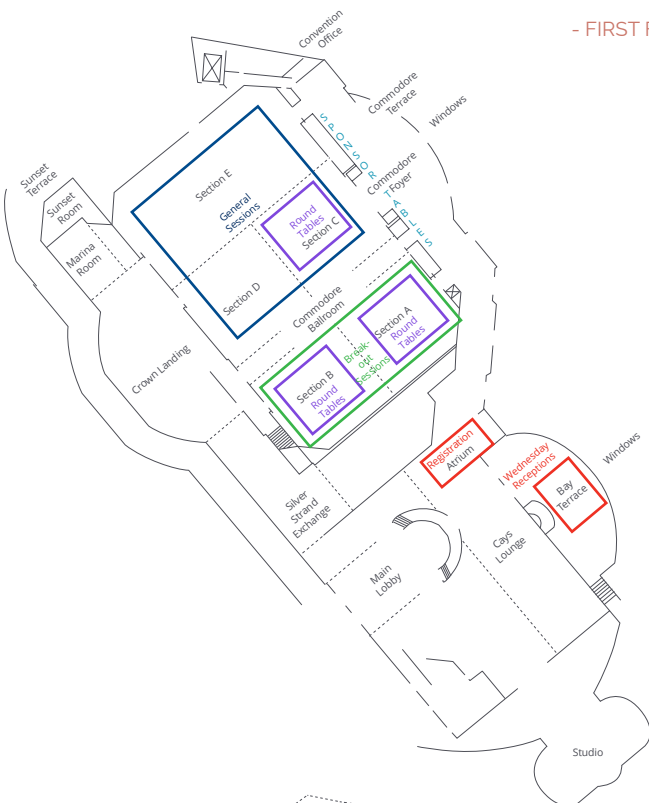 - FIRST F
Convention
Office
Commodore
Terrace
Windows
SPONSOR TABLES
Commodore
Foyer
Sunset
Terrace
Sunset
Room
Marina
Room
Section E
General
Sessions
Round
Tables
Section C
Section D
Commodore
Ballroom
Crown Landing
Section A
Round
Tables
Break-
out
Sessions
Section B
Round
Tables
Registration
Atrium
Wednesday
Receptions
Windows
Bay
Terrace
Silver
Strand
Exchange
Cays
Lounge
Main
Lobby
Studio